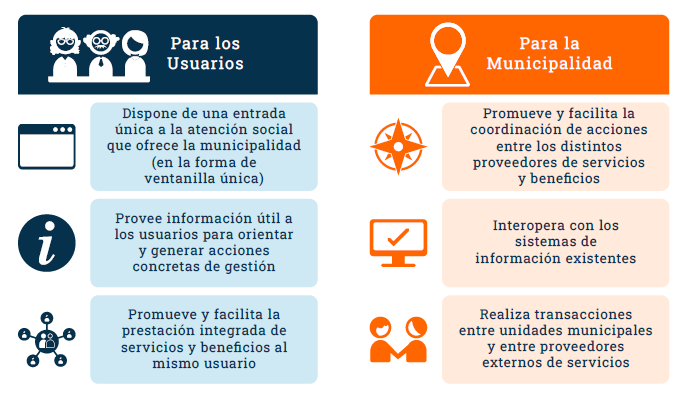 Para los
Usuarios
Dispone de una entrada
única a la atención social
que ofrece la municipalidad
(en la forma de
ventanilla única)
Provee información útil a
los usuarios para orientar
y generar acciones
concretas de gestión
Promueve y facilita la
prestación integrada de
servicios y beneficios al
mismo usuario
Para la
Municipalidad
Promueve y facilita la
coordinación de acciones
entre los distintos
proveedores de servicios
y beneficios
Interopera con los
sistemas de
información existentes
Realiza transacciones
entre unidades municipales
y entre proveedores
externos de servicios